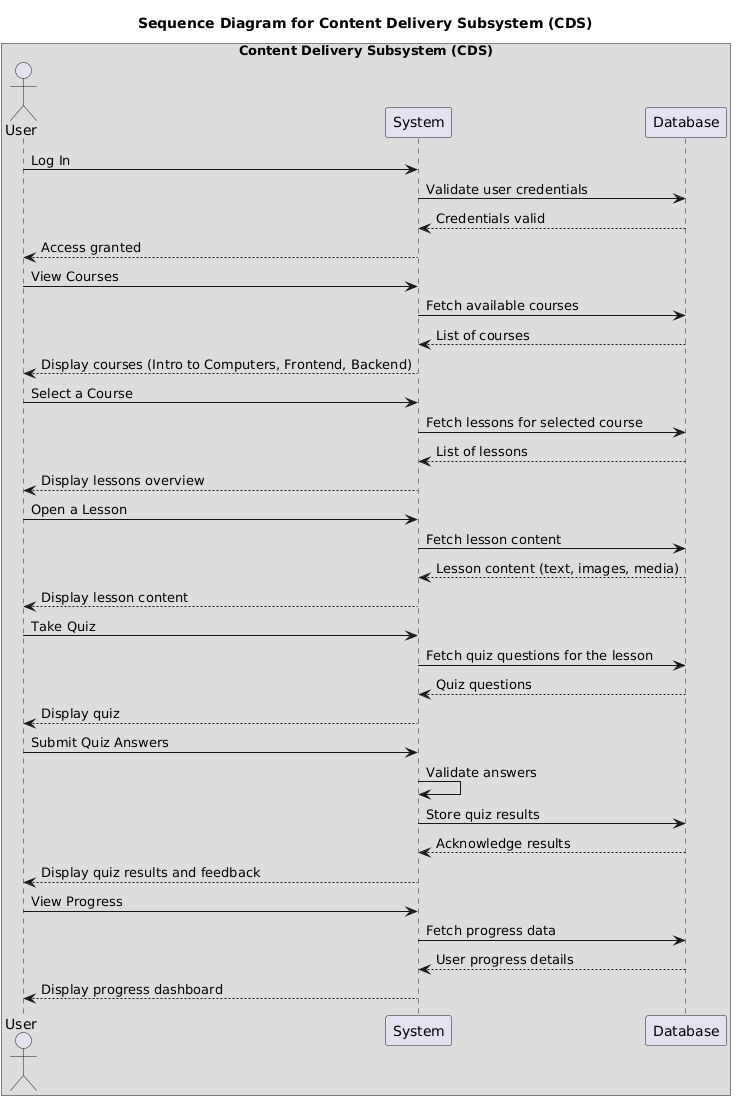 Sequence Diagram for Content Delivery Subsystem (CDS)
Content Delivery Subsystem (CDS)
User
System
Database
Log In
Validate user credentials
Credentials valid
Access granted
View Courses
Fetch available courses
List of courses
Display courses (Intro to Computers, Frontend, Backend)
Select a Course
Fetch lessons for selected course
List of lessons
Display lessons overview
Open a Lesson
Fetch lesson content
Lesson content (text, images, media)
Display lesson content
Take Quiz
Fetch quiz questions for the lesson
Quiz questions
Display quiz
Submit Quiz Answers
Validate answers
Store quiz results
Acknowledge results
Display quiz results and feedback
View Progress
Fetch progress data
User progress details
Display progress dashboard
User
System
Database